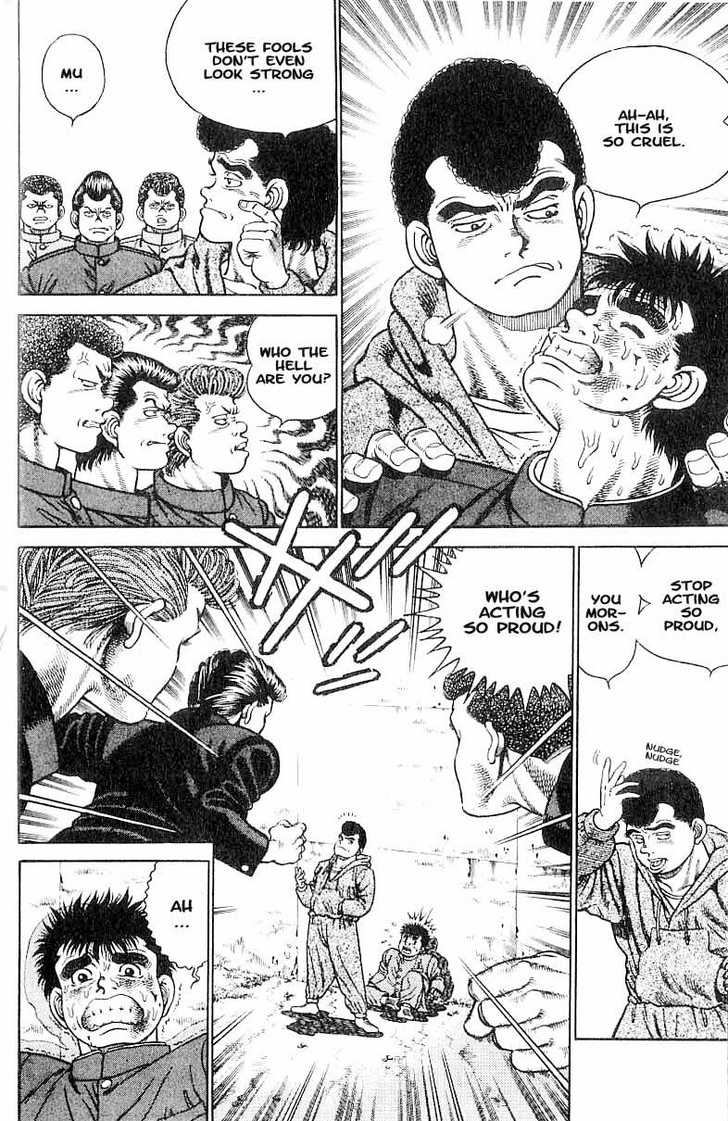 AH-AH,
THIS IS
SO CRUEL.
THESE FOOLS
DON'T EVEN
LOOK STRONG
...
MU
...
WHO THE
HELL
ARE YOU?
STOP
ACTING
SO
PROUD,
YOU
MOR-
ONS.
NUDGE,
NUDGE
WHO'S
ACTING
SO PROUD!
AH
...